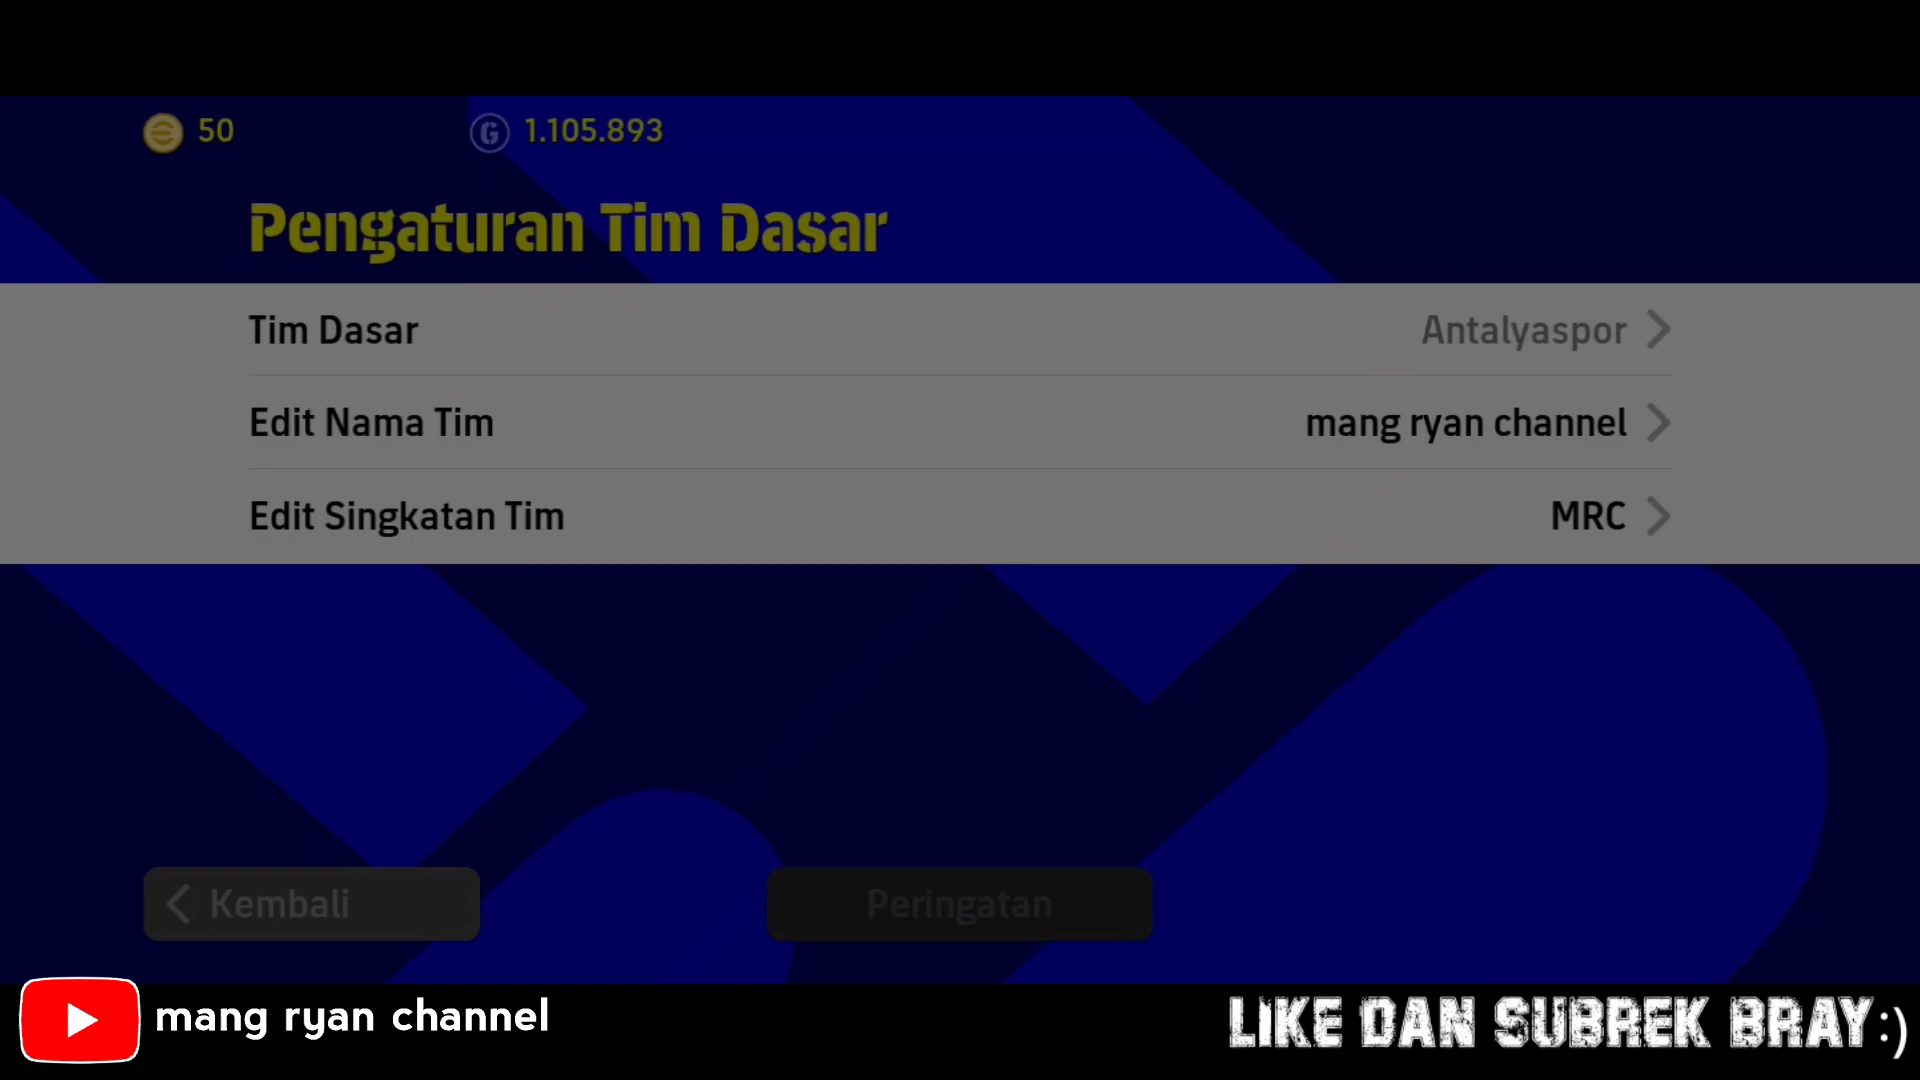 50
1.105.893
Pengaturan Tim Dasar
Tim Dasar Antalyaspor
Edit Nama Tim mang ryan channel
Edit Singkatan Tim MRC
Kembali Peringatan
mang ryan channel
LIKE DAN SUBREK BRAY:)